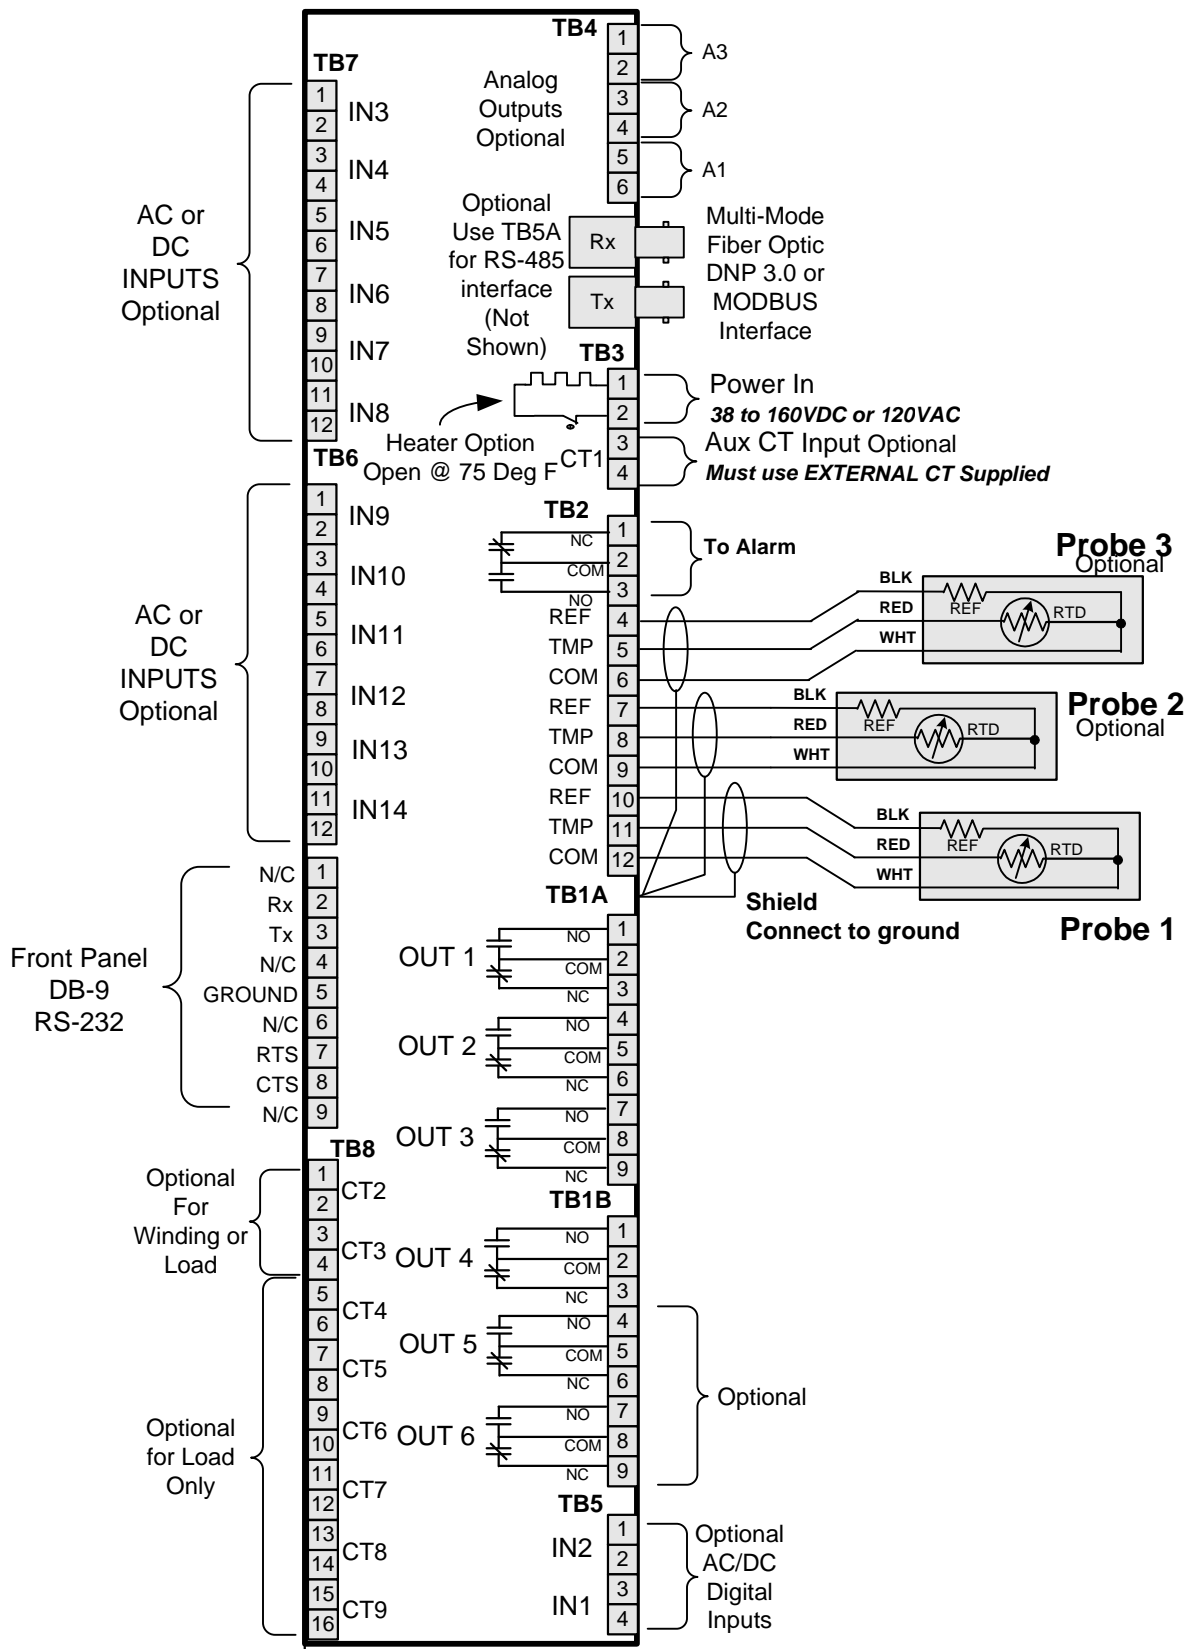 TB4
1
2
3
4
5
6
A3
A2
A1
Analog
Outputs
Optional
TB7
1
2
3
4
5
6
7
8
9
10
11
12
IN3
IN4
IN5
IN6
IN7
IN8
AC or
DC
INPUTS
Optional
Optional
Use TB5A
for RS-485
interface
(Not
Shown)
Rx
Tx
Multi-Mode
Fiber Optic
DNP 3.0 or
MODBUS
Interface
TB3
1
2
3
4
Power In
38 to 160VDC or 120VAC
Aux CT Input Optional
Must use EXTERNAL CT Supplied
Heater Option
Open @ 75 Deg F
CT1
TB6
1
2
3
4
5
6
7
8
9
10
11
12
IN9
IN10
IN11
IN12
IN13
IN14
AC or
DC
INPUTS
Optional
TB2
1
2
3
4
5
6
7
8
9
10
11
12
NC
COM
NO
REF
TMP
COM
REF
TMP
COM
REF
TMP
COM
To Alarm
Probe 3
Optional
BLK
RED
WHT
REF
RTD
Probe 2
Optional
BLK
RED
WHT
REF
RTD
BLK
RED
WHT
REF
RTD
Probe 1
Shield
Connect to ground
Front Panel
DB-9
RS-232
N/C 1
Rx 2
Tx 3
N/C 4
GROUND 5
N/C 6
RTS 7
CTS 8
N/C 9
TB1A
OUT 1
NO 1
COM 2
NC 3
OUT 2
NO 4
COM 5
NC 6
OUT 3
NO 7
COM 8
NC 9
TB8
1
2
3
4
5
6
7
8
9
10
11
12
13
14
15
16
CT2
CT3
CT4
CT5
CT6
CT7
CT8
CT9
Optional
For
Winding or
Load
Optional
for Load
Only
TB1B
OUT 4
NO 1
COM 2
NC 3
OUT 5
NO 4
COM 5
NC 6
OUT 6
NO 7
COM 8
NC 9
Optional
TB5
1
2
3
4
IN2
IN1
Optional
AC/DC
Digital
Inputs